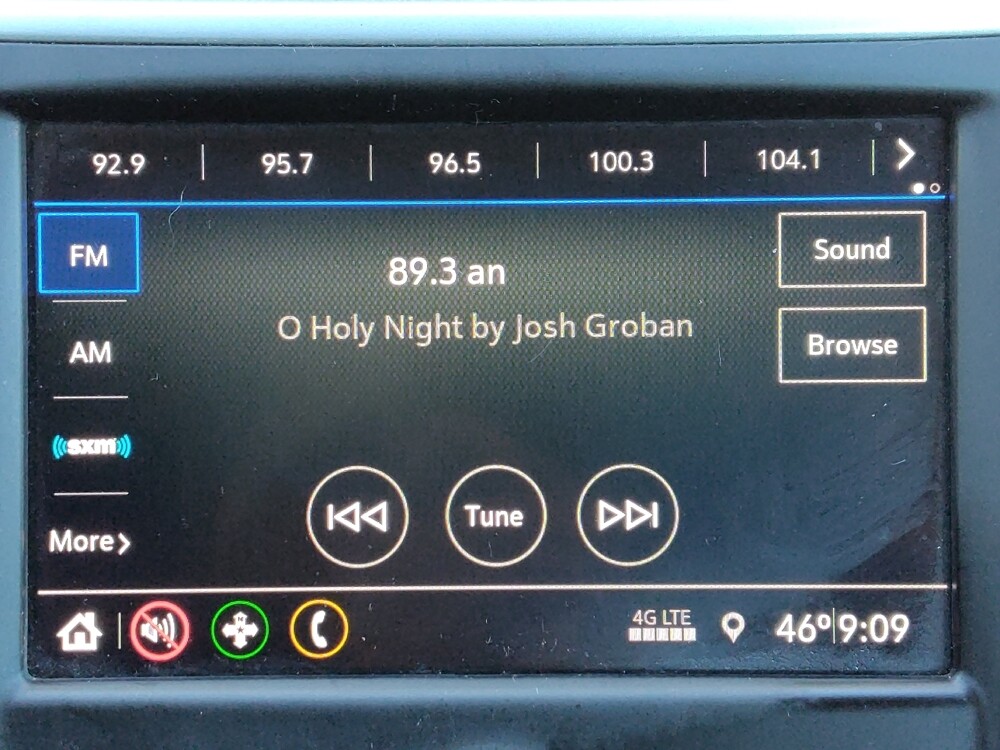 92.9 95.7 96.5 100.3 104.1
FM
89.3 an
Sound
O Holy Night by Josh Groban
AM
Browse
sxm
Tune
More
4G LTE
46° 9:09